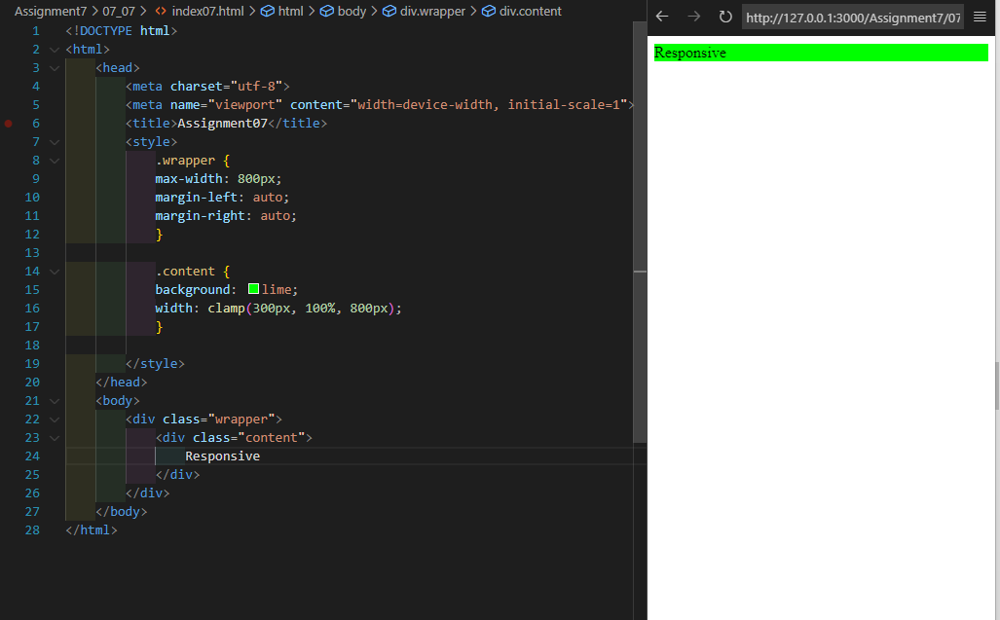 Assignment7 > 07_07 > <> index07.html > html > body > div.wrapper > div.content
1 <!DOCTYPE html>
2 <html>
3 <head>
4 <meta charset="utf-8">
5 <meta name="viewport" content="width=device-width, initial-scale=1">
6 <title>Assignment07</title>
7 <style>
8 .wrapper {
9 max-width: 800px;
10 margin-left: auto;
11 margin-right: auto;
12 }
13
14 .content {
15 background: lime;
16 width: clamp(300px, 100%, 800px);
17 }
18
19 </style>
20 </head>
21 <body>
22 <div class="wrapper">
23 <div class="content">
24 Responsive
25 </div>
26 </div>
27 </body>
28 </html>
http://127.0.0.1:3000/Assignment7/07
Responsive